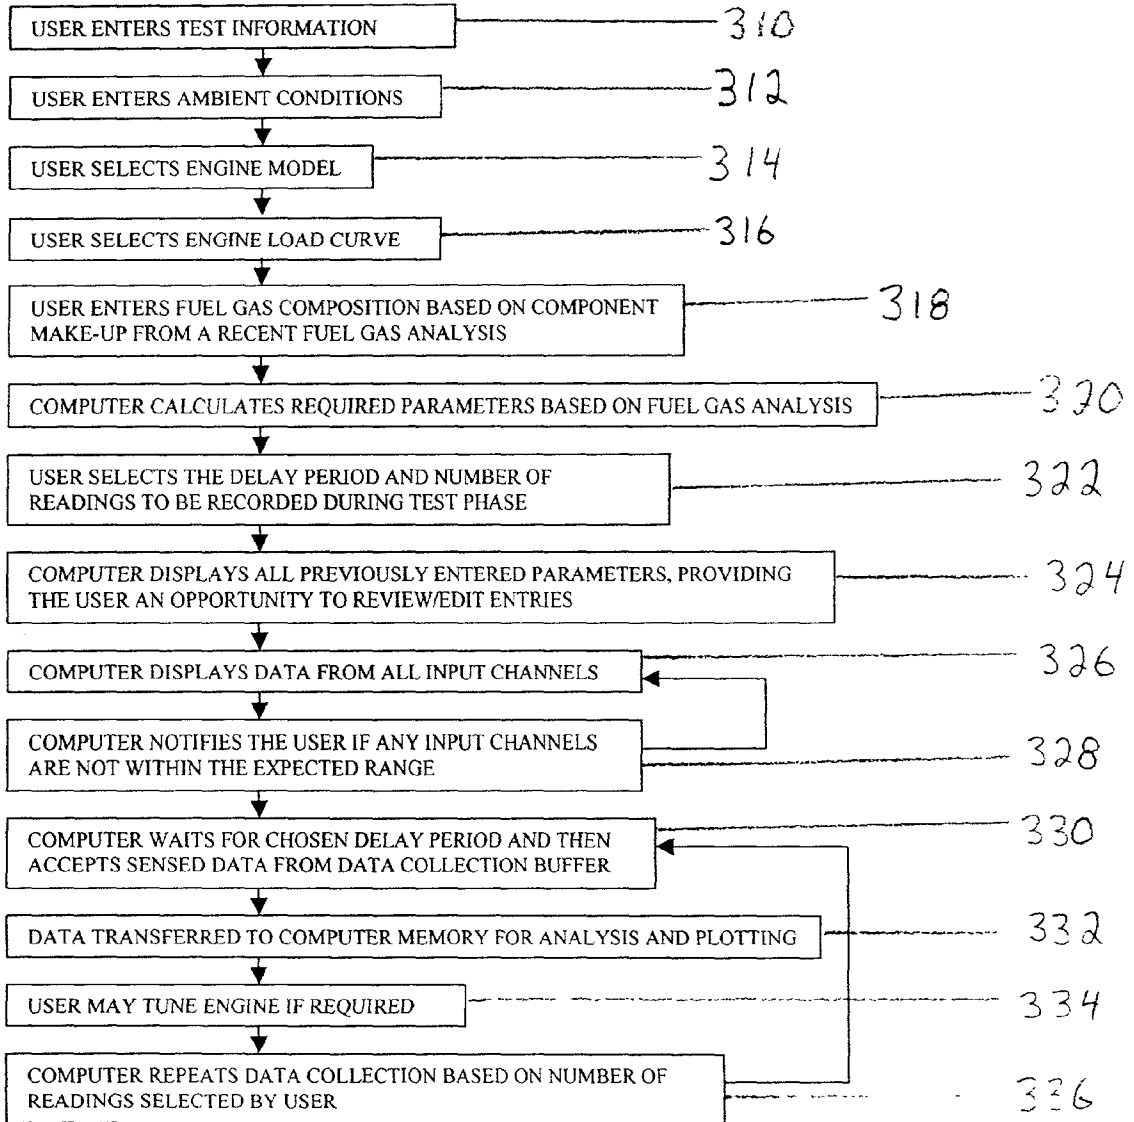 USER ENTERS TEST INFORMATION 310
USER ENTERS AMBIENT CONDITIONS 312
USER SELECTS ENGINE MODEL 314
USER SELECTS ENGINE LOAD CURVE 316
USER ENTERS FUEL GAS COMPOSITION BASED ON COMPONENT 318
MAKE-UP FROM A RECENT FUEL GAS ANALYSIS
COMPUTER CALCULATES REQUIRED PARAMETERS BASED ON FUEL GAS ANALYSIS 320
USER SELECTS THE DELAY PERIOD AND NUMBER OF 322
READINGS TO BE RECORDED DURING TEST PHASE
COMPUTER DISPLAYS ALL PREVIOUSLY ENTERED PARAMETERS, PROVIDING 324
THE USER AN OPPORTUNITY TO REVIEW/EDIT ENTRIES
COMPUTER DISPLAYS DATA FROM ALL INPUT CHANNELS 326
COMPUTER NOTIFIES THE USER IF ANY INPUT CHANNELS 328
ARE NOT WITHIN THE EXPECTED RANGE
COMPUTER WAITS FOR CHOSEN DELAY PERIOD AND THEN 330
ACCEPTS SENSED DATA FROM DATA COLLECTION BUFFER
DATA TRANSFERRED TO COMPUTER MEMORY FOR ANALYSIS AND PLOTTING 332
USER MAY TUNE ENGINE IF REQUIRED 334
COMPUTER REPEATS DATA COLLECTION BASED ON NUMBER OF 336
READINGS SELECTED BY USER